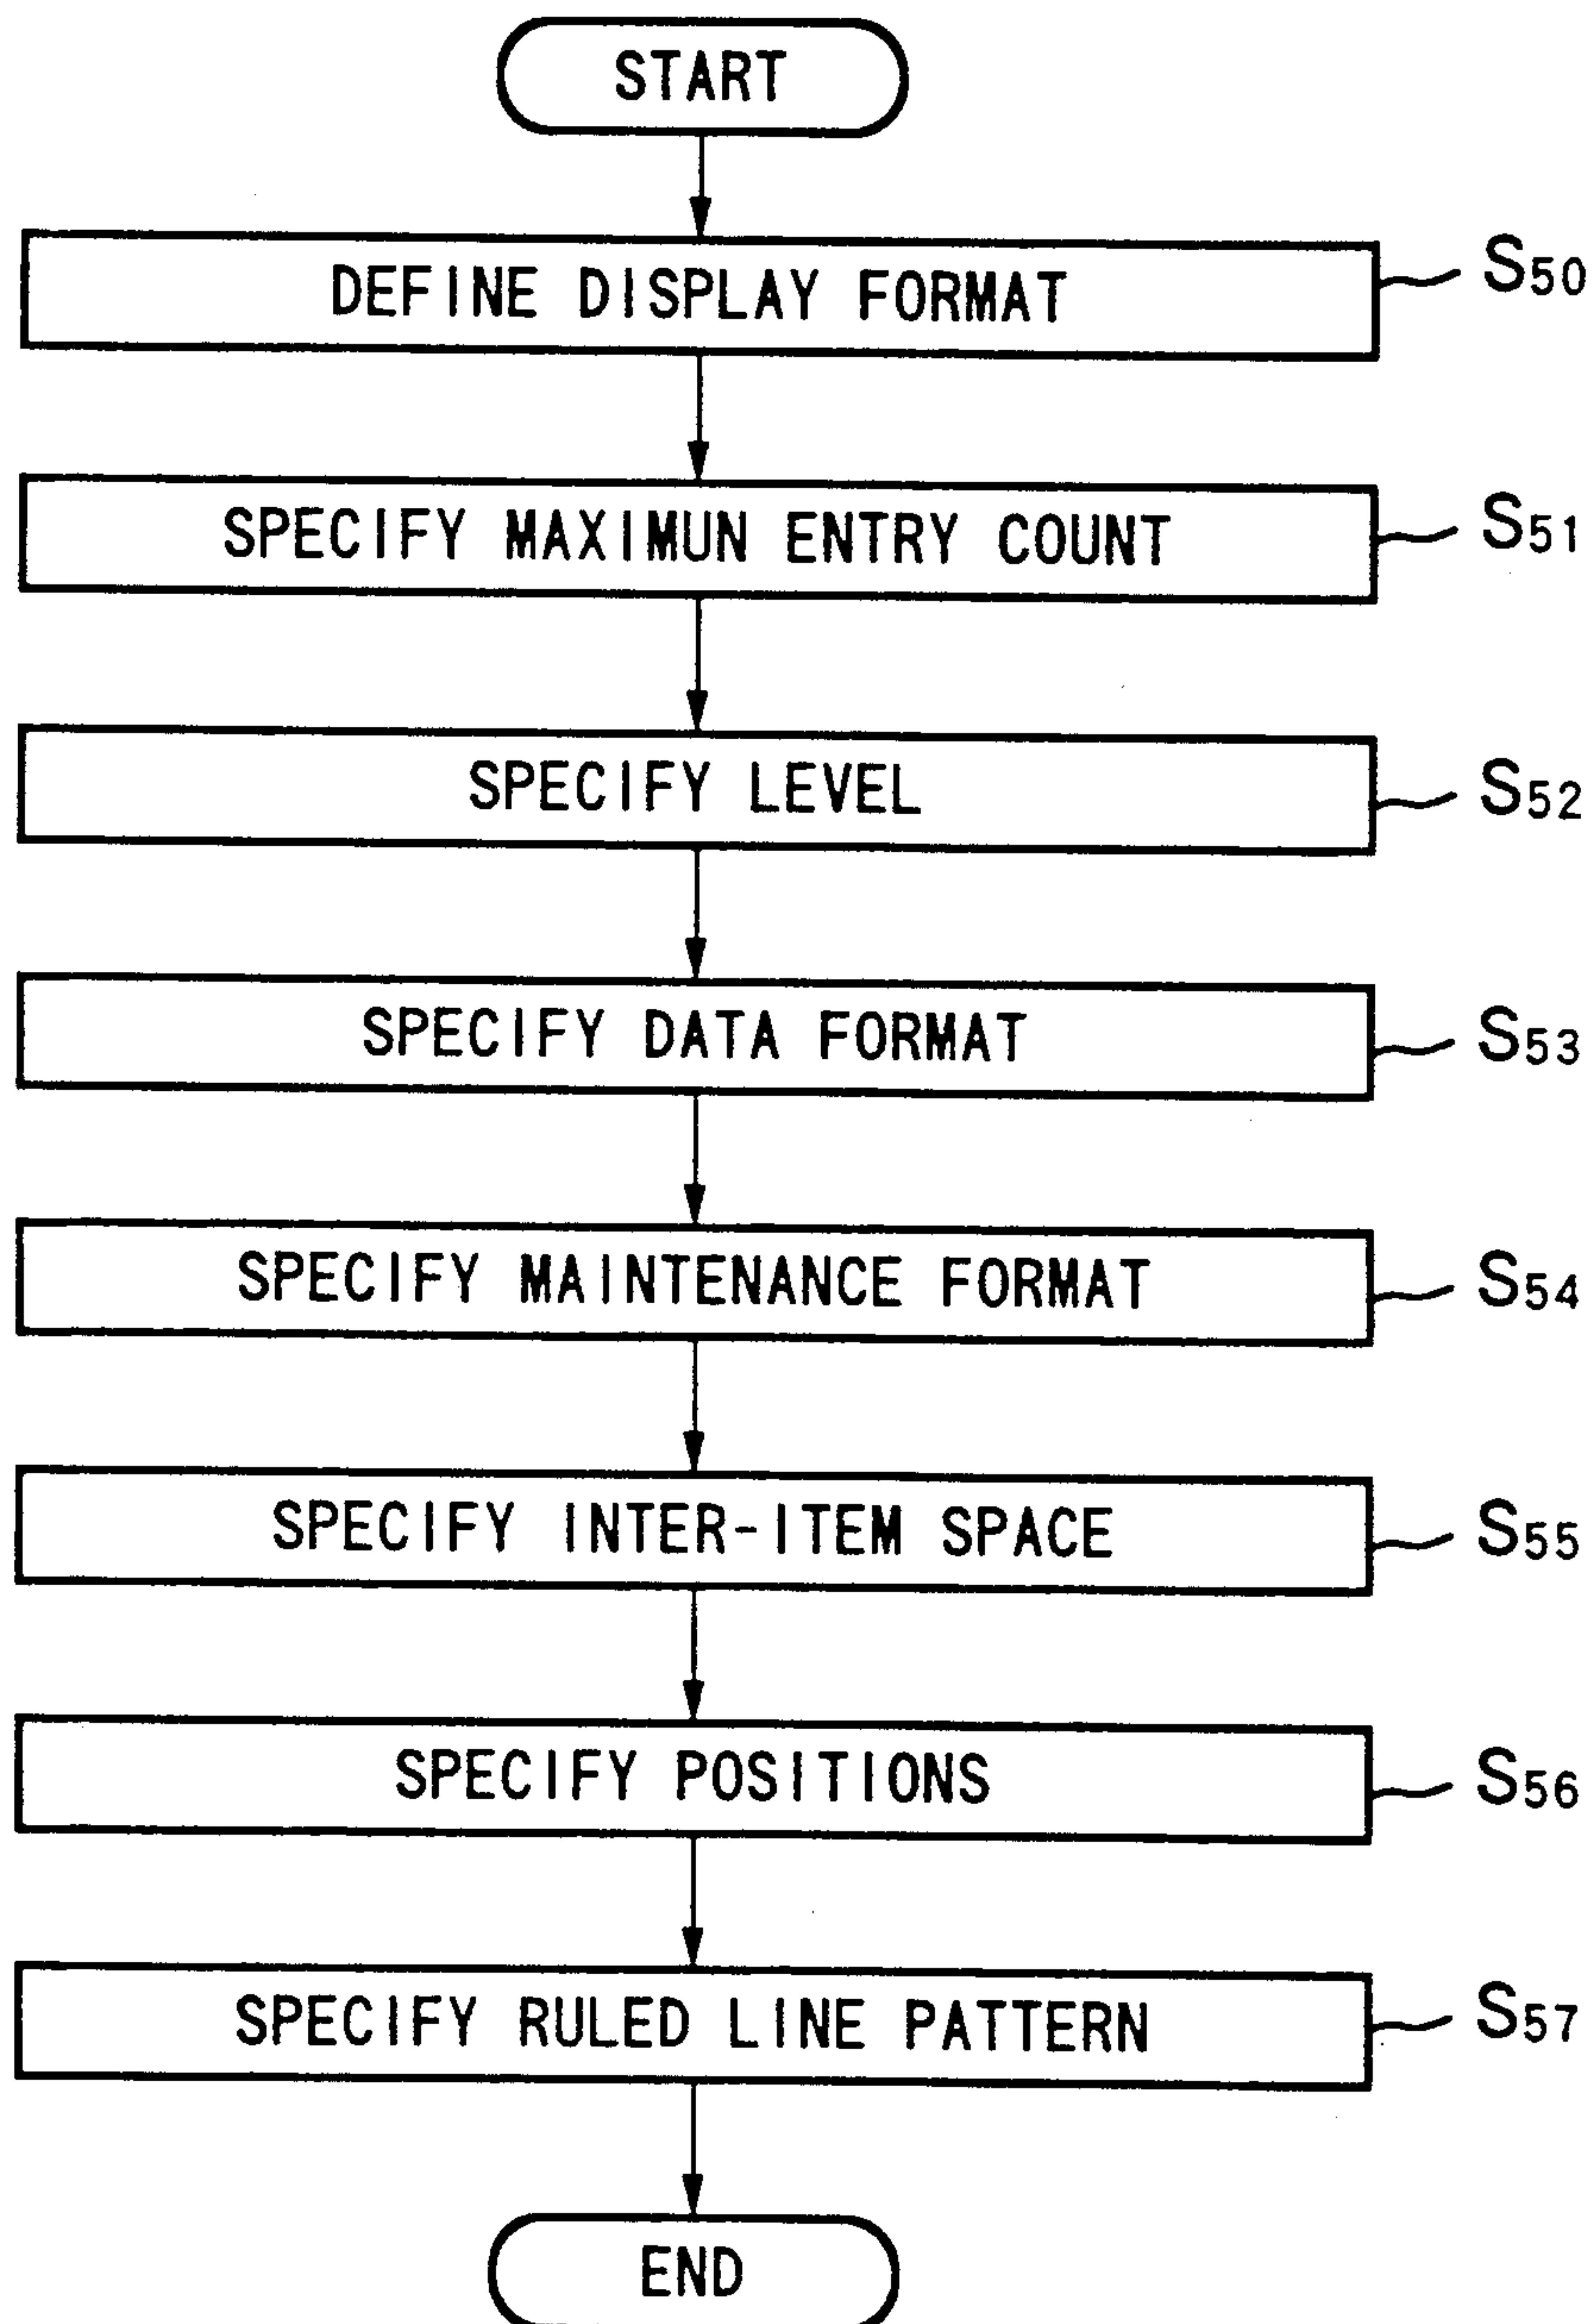 START
DEFINE DISPLAY FORMAT S50
SPECIFY MAXIMUN ENTRY COUNT S51
SPECIFY LEVEL S52
SPECIFY DATA FORMAT S53
SPECIFY MAINTENANCE FORMAT S54
SPECIFY INTER-ITEM SPACE S55
SPECIFY POSITIONS S56
SPECIFY RULED LINE PATTERN S57
END